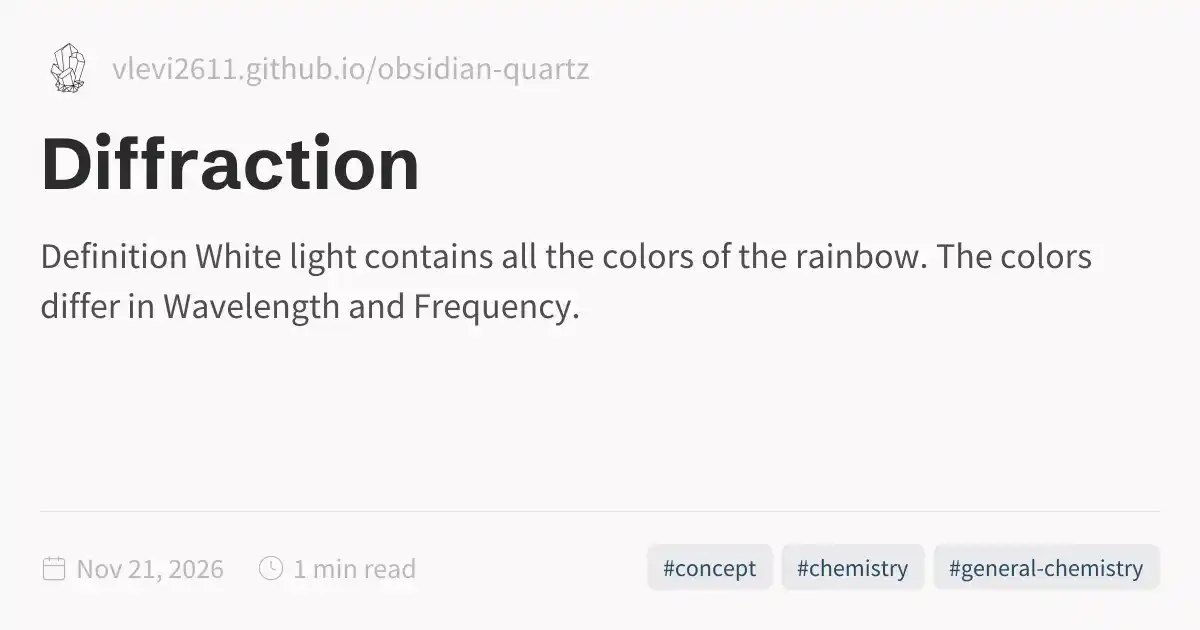 vlevi2611.github.io/obsidian-quartz
Diffraction
Definition White light contains all the colors of the rainbow. The colors
differ in Wavelength and Frequency.
Nov 21, 2026 1 min read #concept #chemistry #general-chemistry